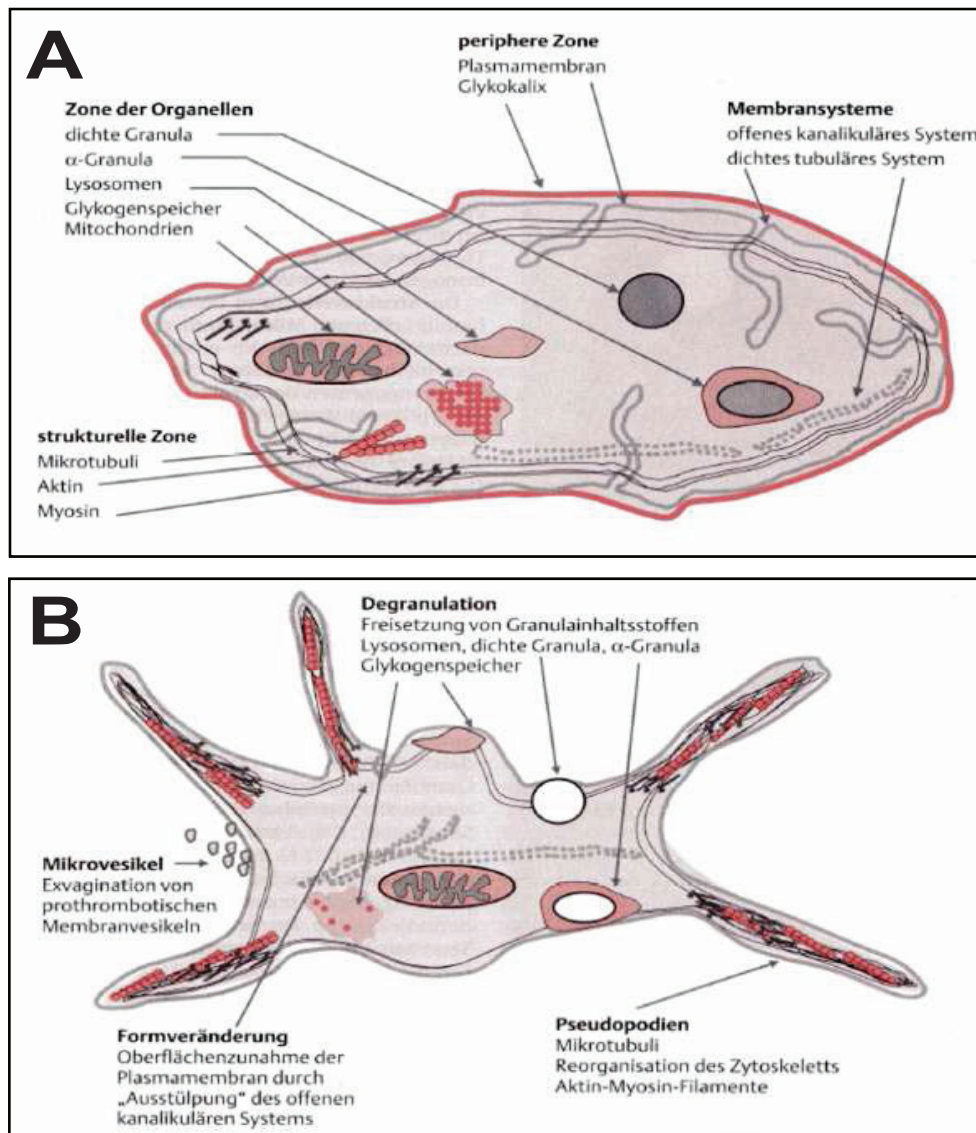 A
periphere Zone
Plasmamembran
Glykokalix
Zone der Organellen
dichte Granula
α-Granula
Lysosomen
Glykogenspeicher
Mitochondrien
Membransysteme
offenes kanalikuläres System
dichtes tubuläres System
strukturelle Zone
Mikrotubuli
Aktin
Myosin
B
Degranulation
Freisetzung von Granulainhaltsstoffen
Lysosomen, dichte Granula, α-Granula
Glykogenspeicher
Mikrovesikel
Exvagination von
prothrombotischen
Membranvesikeln
Formveränderung
Oberflächenzunahme der
Plasmamembran durch
„Ausstülpung" des offenen
kanalikulären Systems
Pseudopodien
Mikrotubuli
Reorganisation des Zytoskeletts
Aktin-Myosin-Filamente